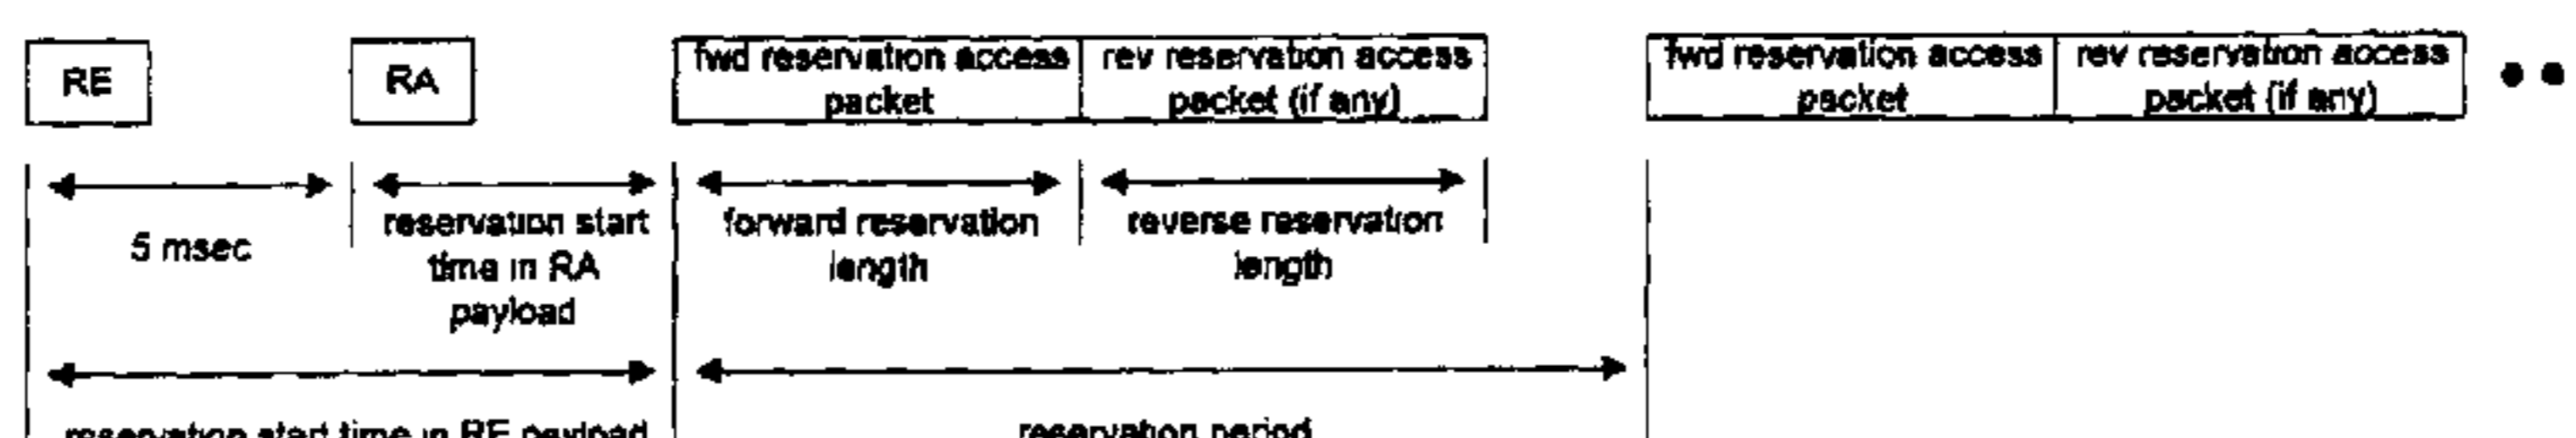 RE
RA
fwd reservation access
packet
rev reservation access
packet (if any)
fwd reservation access
packet
rev reservation access
packet (if any)
5 msec
reservation start
time in RA
payload
forward reservation
length
reverse reservation
length
reservation start time in RE payload
reservation period